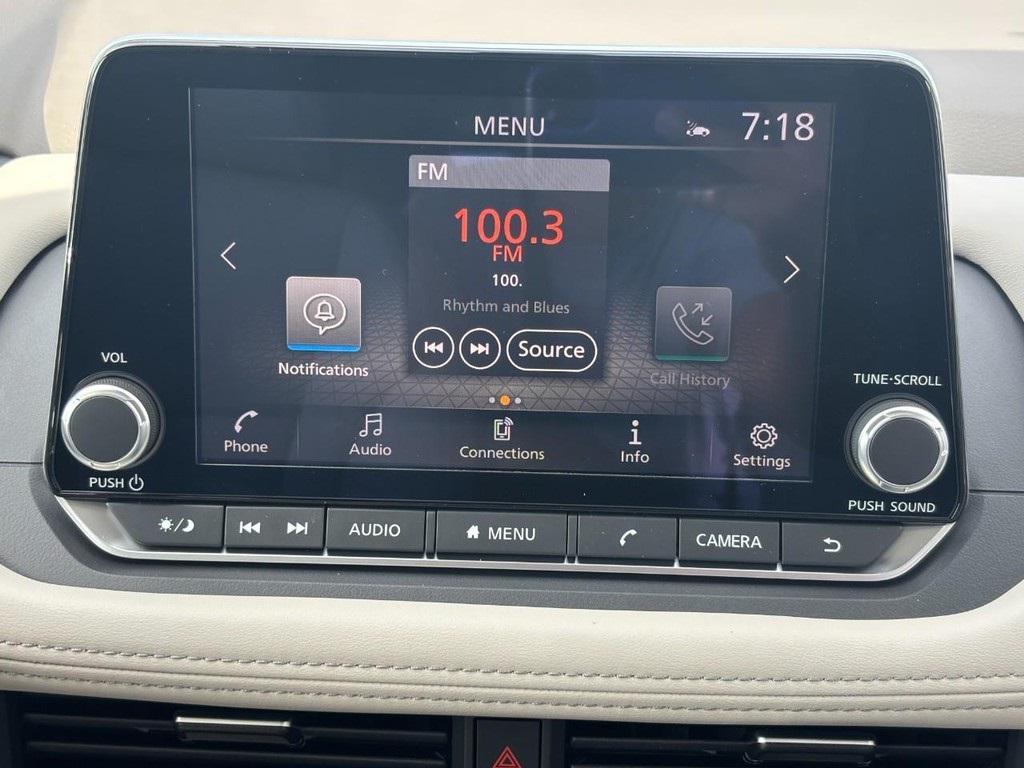 MENU
7:18
FM
100.3
FM
100.
Rhythm and Blues
Source
Notifications
Call History
Phone
Audio
Connections
Info
Settings
VOL
PUSH
TUNE·SCROLL
PUSH SOUND
AUDIO
MENU
CAMERA